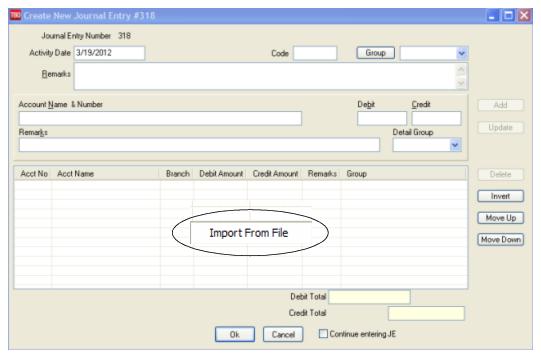 TBO Create New Journal Entry #318
Journal Entry Number 318
Activity Date 3/19/2012 Code Group
Remarks
Account Name & Number Debit Credit Add
Remarks Detail Group Update
Acct No Acct Name Branch Debit Amount Credit Amount Remarks Group Delete
Invert
Move Up
Import From File
Move Down
Debit Total
Credit Total
Ok Cancel Continue entering JE